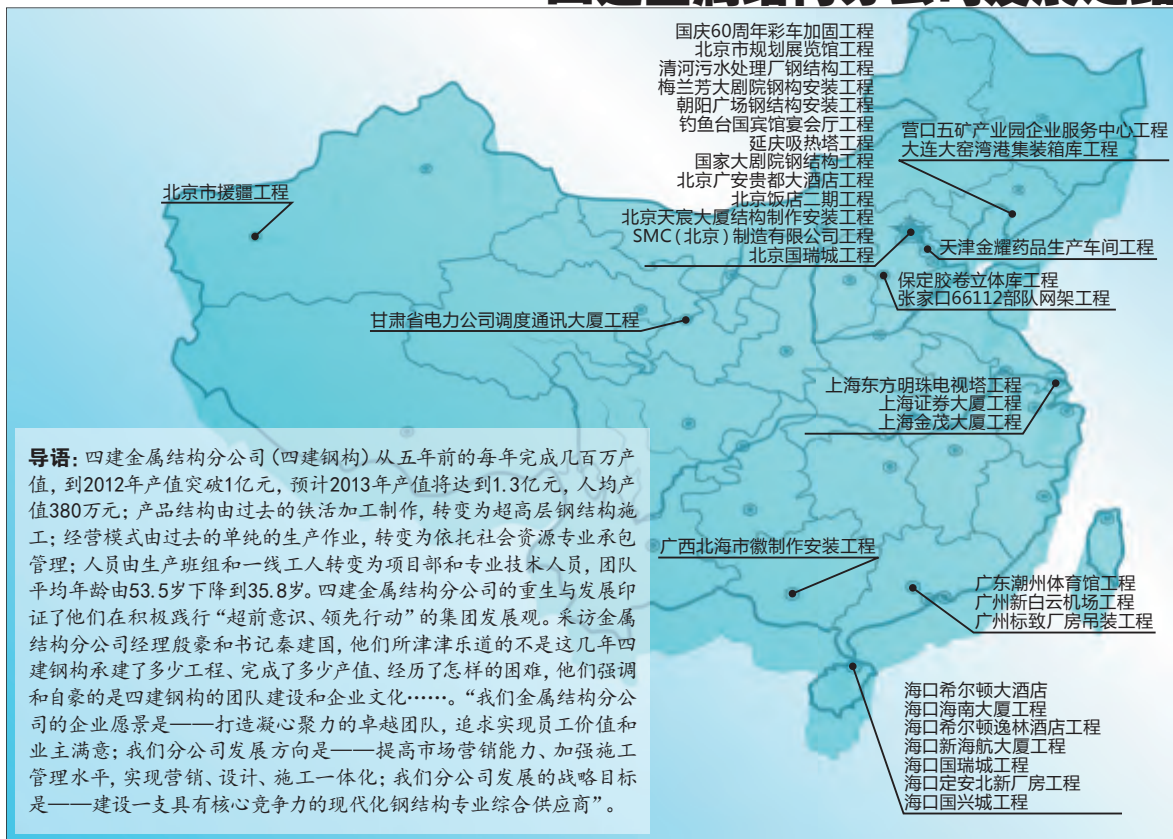 四建金属结构分公司的发展之路
国庆60周年彩车加固工程
北京市规划展览馆工程
清河污水处理厂钢结构工程
梅兰芳大剧院钢构安装工程
朝阳广场钢结构安装工程
钓鱼台国宾馆宴会厅工程
延庆吸热塔工程
国家大剧院钢结构工程
北京广安贵都大酒店工程
北京饭店二期工程
北京天宸大厦结构制作安装工程
SMC(北京)制造有限公司工程
北京国瑞城工程
营口五矿产业园企业服务中心工程
大连大窑湾港集装箱库工程
北京市援疆工程
天津金耀药品生产车间工程
保定胶卷立体库工程
张家口66112部队网架工程
甘肃省电力公司调度通讯大厦工程
上海东方明珠电视塔工程
上海证券大厦工程
上海金茂大厦工程
导语:四建金属结构分公司(四建钢构)从五年前的每年完成几百万产
值,到2012年产值突破1亿元,预计2013年产值将达到1.3亿元,人均产
值380万元;产品结构由过去的铁活加工制作,转变为超高层钢结构施
工;经营模式由过去的单纯的生产作业,转变为依托社会资源专业承包
管理;人员由生产班组和一线工人转变为项目部和专业技术人员,团队
平均年龄由53.5岁下降到35.8岁。四建金属结构分公司的重生与发展印
证了他们在积极践行“超前意识、领先行动”的集团发展观。采访金属
结构分公司经理殷豪和书记秦建国,他们所津津乐道的不是这几年四
建钢构承建了多少工程、完成了多少产值、经历了怎样的困难,他们强调
和自豪的是四建钢构的团队建设和企业文化……。“我们金属结构分公
司的企业愿景是——打造凝心聚力的卓越团队,追求实现员工价值和
业主满意;我们分公司发展方向是——提高市场营销能力、加强施工
管理水平,实现营销、设计、施工一体化;我们分公司发展的战略目标
是——建设一支具有核心竞争力的现代化钢结构专业综合供应商”。
广西北海市徽制作安装工程
广东潮州体育馆工程
广州新白云机场工程
广州标致厂房吊装工程
海口希尔顿大酒店
海口海南大厦工程
海口希尔顿逸林酒店工程
海口新海航大厦工程
海口国瑞城工程
海口定安北新厂房工程
海口国兴城工程